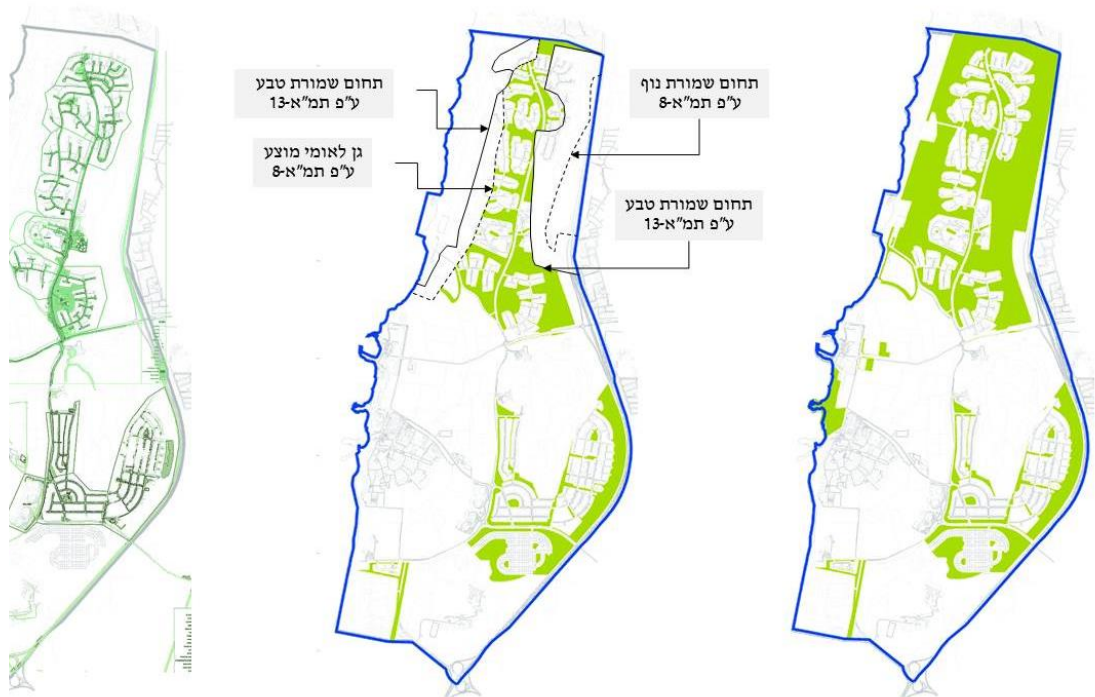 תחום שמורת טבע
ע"פ תמ"א-13
גן לאומי מוצע
ע"פ תמ"א-8
תחום שמורת נוף
ע"פ תמ"א-8
תחום שמורת טבע
ע"פ תמ"א-13